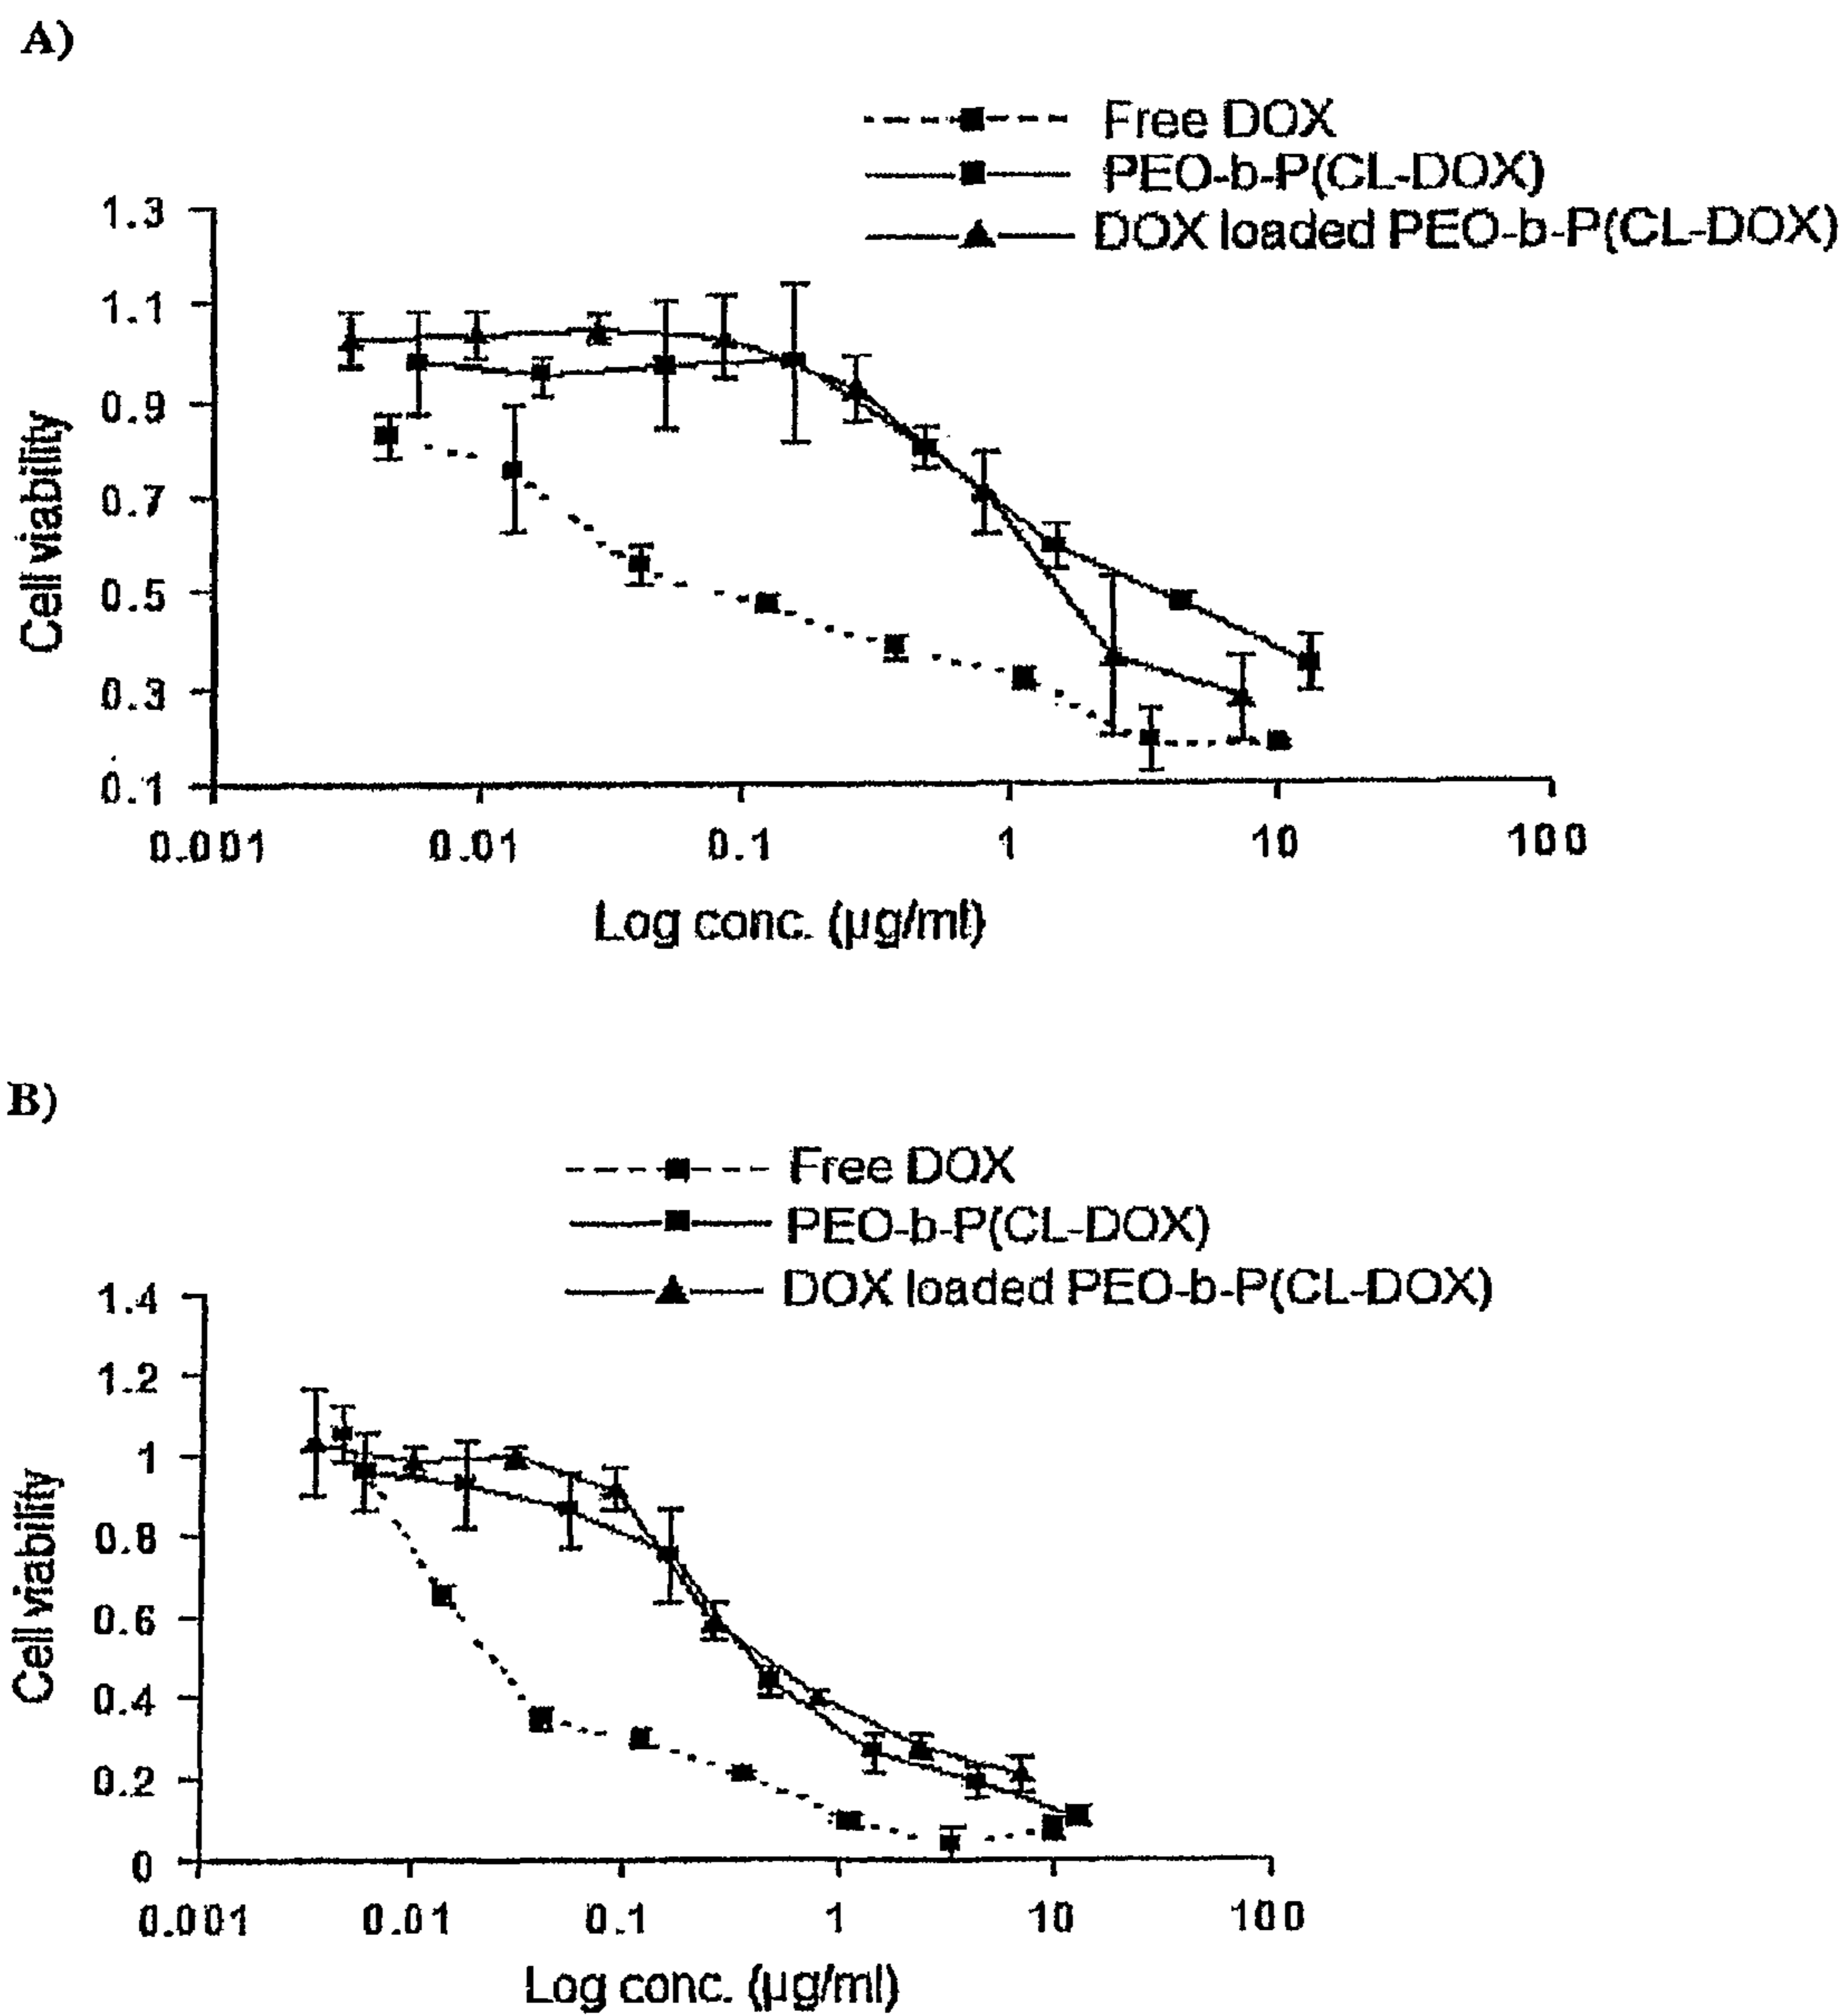 A)
Free DOX
PEO-b-P(CL-DOX)
DOX loaded PEO-b-P(CL-DOX)
1.3
1.1
0.9
0.7
0.5
0.3
0.1
Cell viability
0.001 0.01 0.1 1 10 100
Log conc. (µg/ml)
B)
Free DOX
PEO-b-P(CL-DOX)
DOX loaded PEO-b-P(CL-DOX)
1.4
1.2
1
0.8
0.6
0.4
0.2
0
Cell viability
0.001 0.01 0.1 1 10 100
Log conc. (µg/ml)